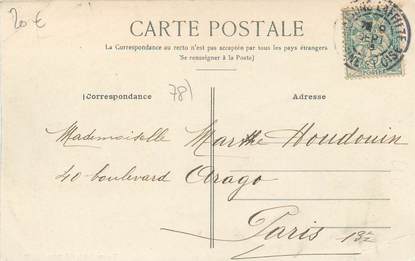 20 €
CARTE POSTALE
La Correspondance au recto n'est pas acceptée par tous les pays étrangers
(Se renseigner à la Poste)
(Correspondance
78)
Adresse
Mademoiselle Marthe Houdouin
40 boulevard Arago
Paris 13e